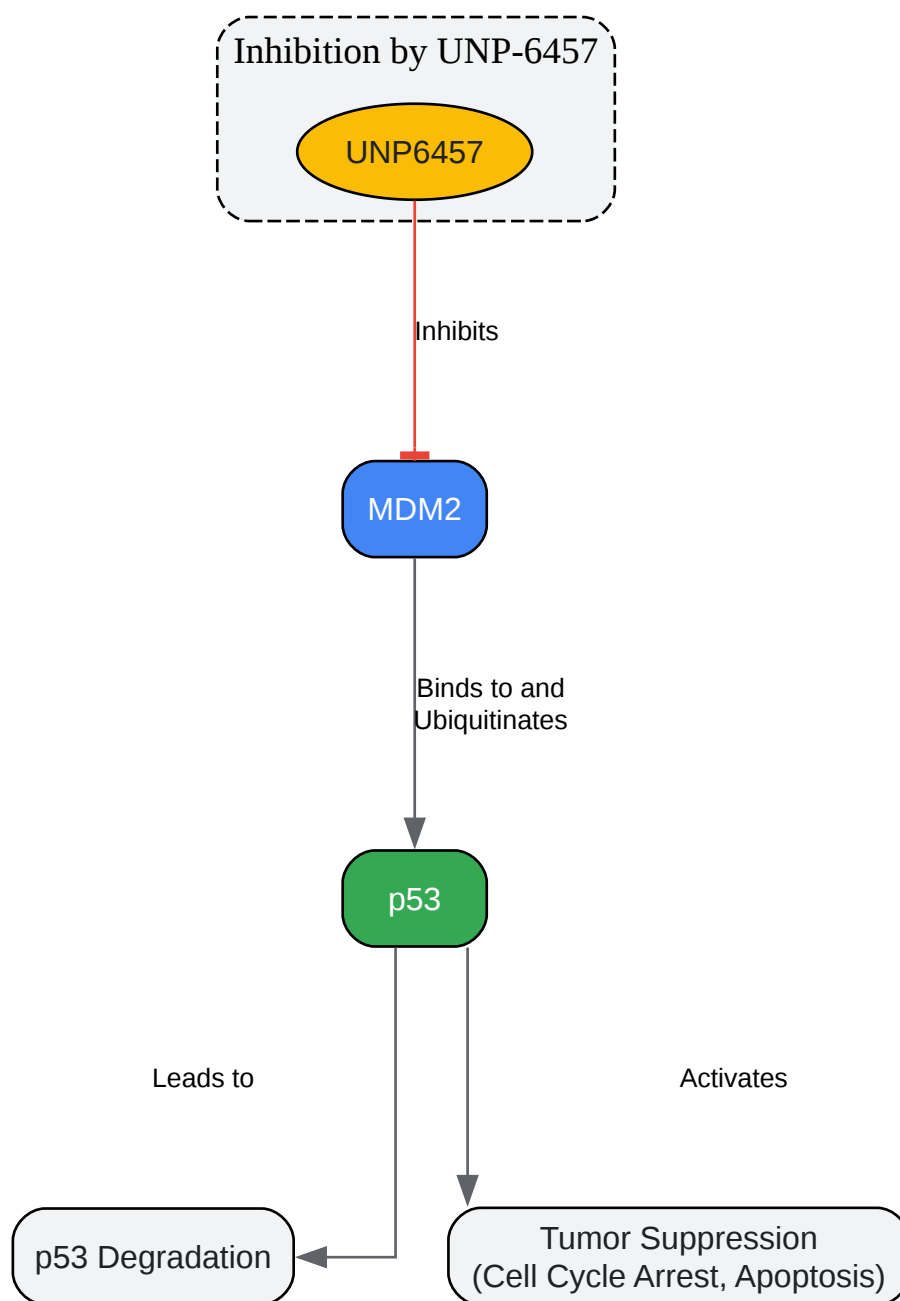 Inhibition by UNP-6457
UNP6457
Inhibits
MDM2
Binds to and
Ubiquitinates
p53
Leads to
Activates
p53 Degradation
Tumor Suppression
(Cell Cycle Arrest, Apoptosis)